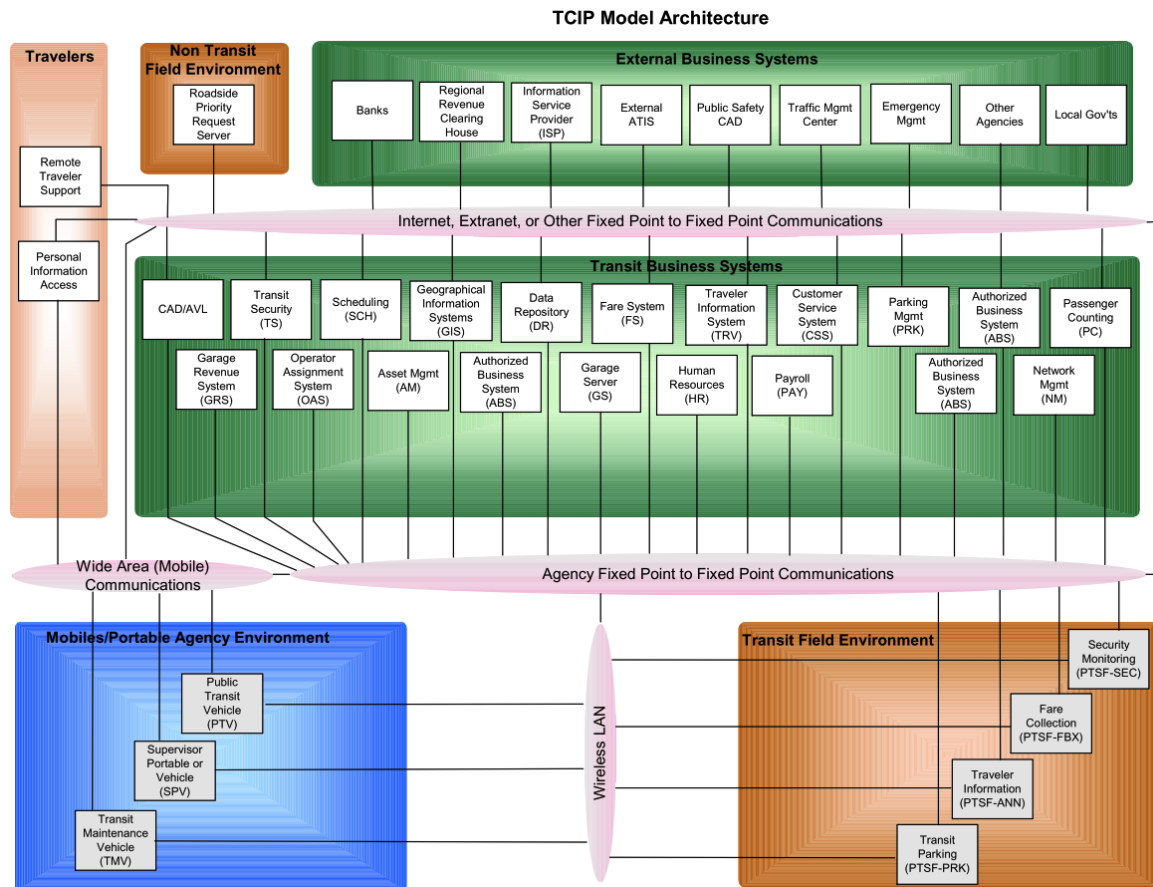 TCIP Model Architecture
Travelers
Non Transit
Field Environment
External Business Systems
Roadside
Priority
Request
Server
Banks
Regional
Revenue
Clearing
House
Information
Service
Provider
(ISP)
External
ATIS
Public Safety
CAD
Traffic Mgmt
Center
Emergency
Mgmt
Other
Agencies
Local Gov'ts
Remote
Traveler
Support
Internet, Extranet, or Other Fixed Point to Fixed Point Communications
Personal
Information
Access
Transit Business Systems
CAD/AVL
Transit
Security
(TS)
Scheduling
(SCH)
Geographical
Information
Systems
(GIS)
Data
Repository
(DR)
Fare System
(FS)
Traveler
Information
System
(TRV)
Customer
Service
System
(CSS)
Parking
Mgmt
(PRK)
Authorized
Business
System
(ABS)
Passenger
Counting
(PC)
Garage
Revenue
System
(GRS)
Operator
Assignment
System
(OAS)
Asset Mgmt
(AM)
Authorized
Business
System
(ABS)
Garage
Server
(GS)
Human
Resources
(HR)
Payroll
(PAY)
Authorized
Business
System
(ABS)
Network
Mgmt
(NM)
Wide Area (Mobile)
Communications
Agency Fixed Point to Fixed Point Communications
Mobiles/Portable Agency Environment
Public
Transit
Vehicle
(PTV)
Supervisor
Portable or
Vehicle
(SPV)
Transit
Maintenance
Vehicle
(TMV)
Wireless LAN
Transit Field Environment
Security
Monitoring
(PTSF-SEC)
Fare
Collection
(PTSF-FBX)
Traveler
Information
(PTSF-ANN)
Transit
Parking
(PTSF-PRK)